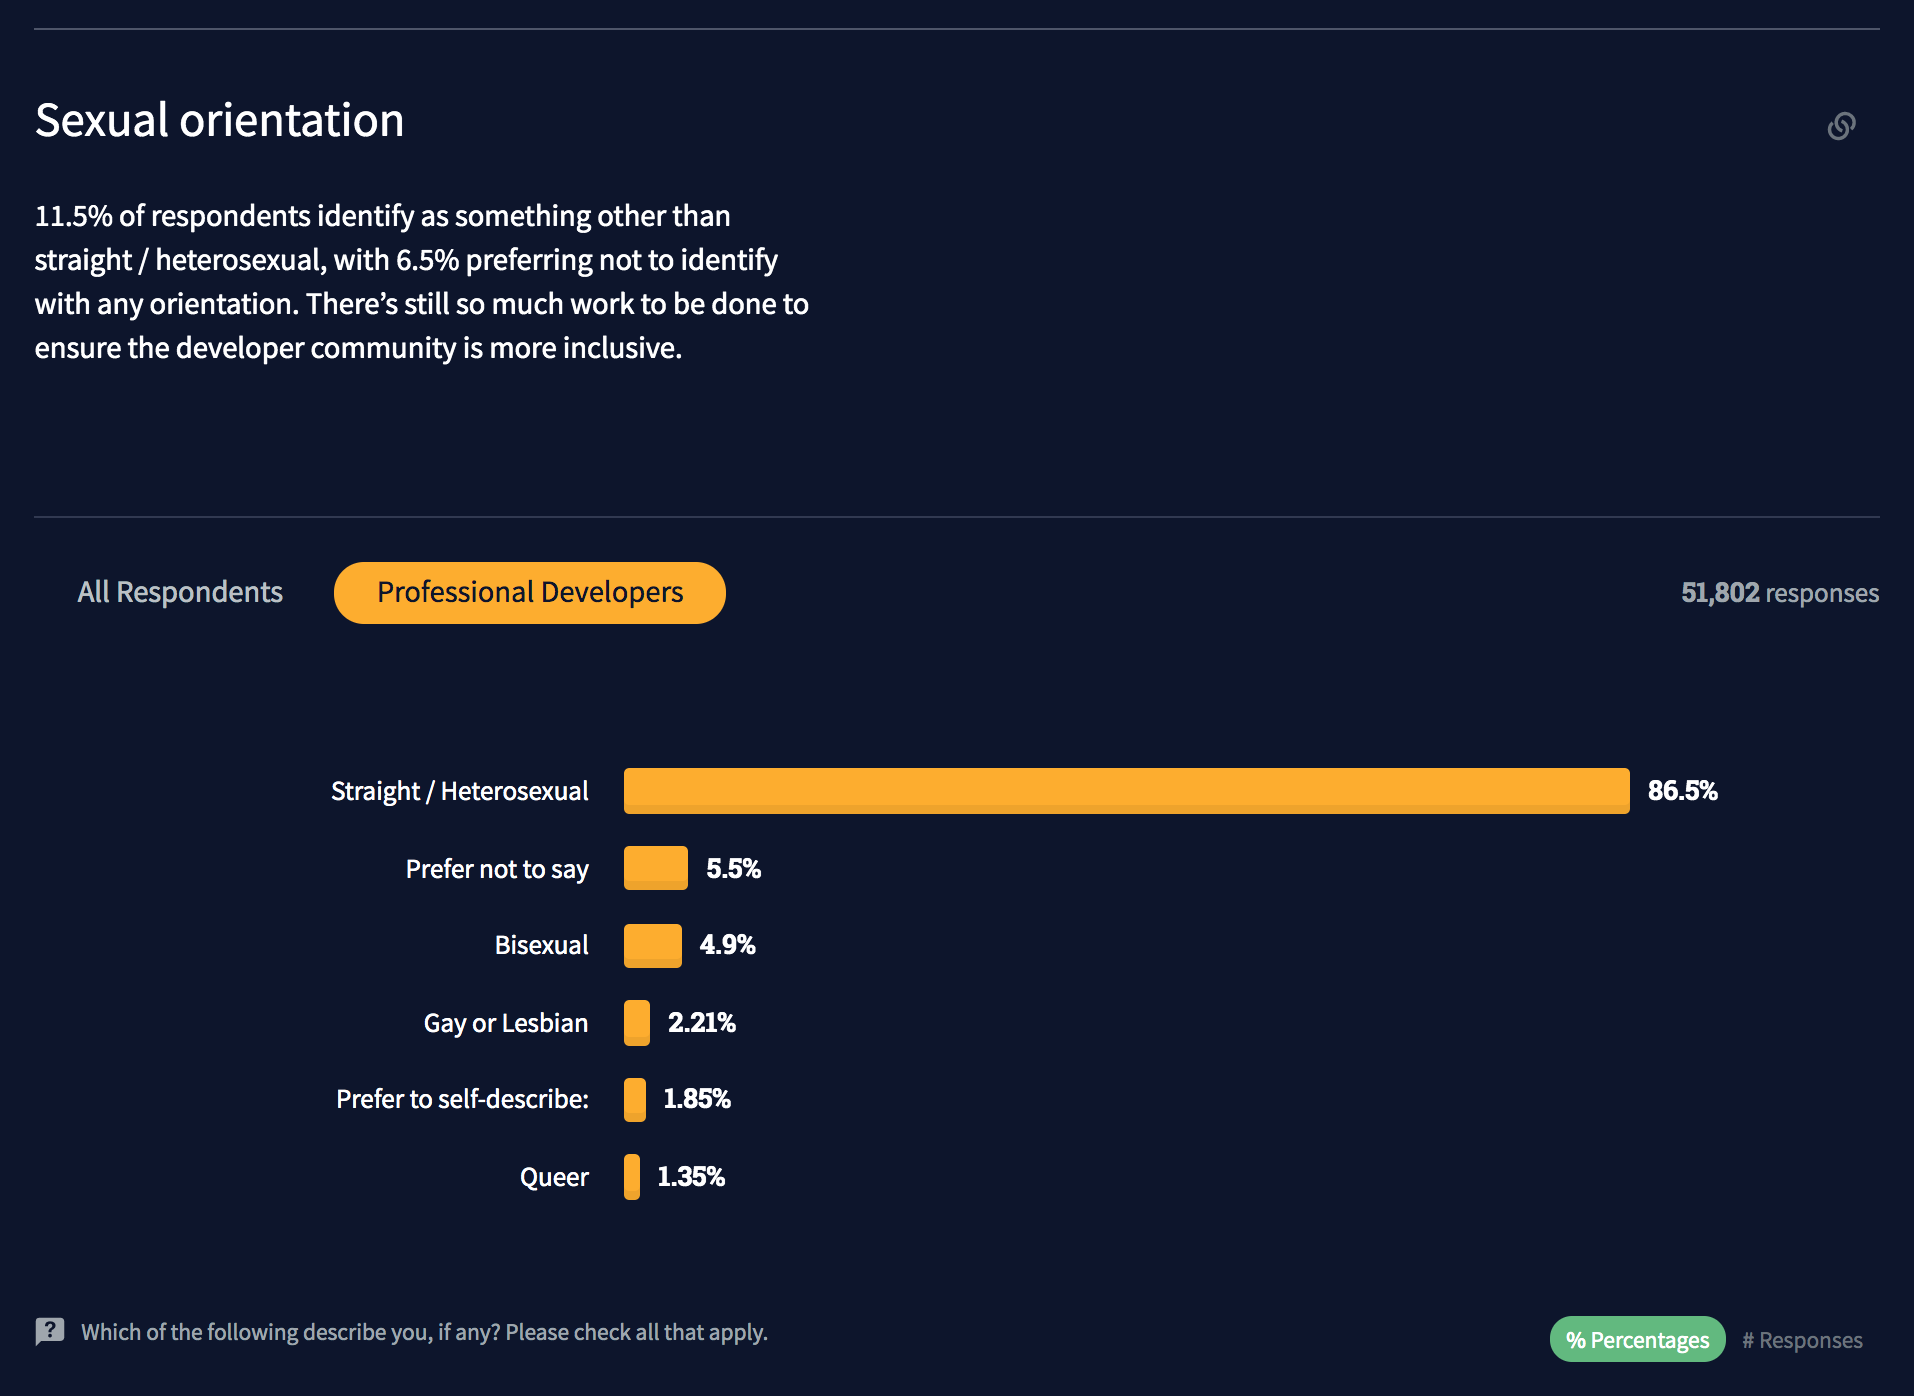 Sexual orientation
11.5% of respondents identify as something other than
straight / heterosexual, with 6.5% preferring not to identify
with any orientation. There’s still so much work to be done to
ensure the developer community is more inclusive.
All Respondents Professional Developers 51,802 responses
Straight / Heterosexual 86.5%
Prefer not to say 5.5%
Bisexual 4.9%
Gay or Lesbian 2.21%
Prefer to self-describe: 1.85%
Queer 1.35%
? Which of the following describe you, if any? Please check all that apply.
% Percentages # Responses